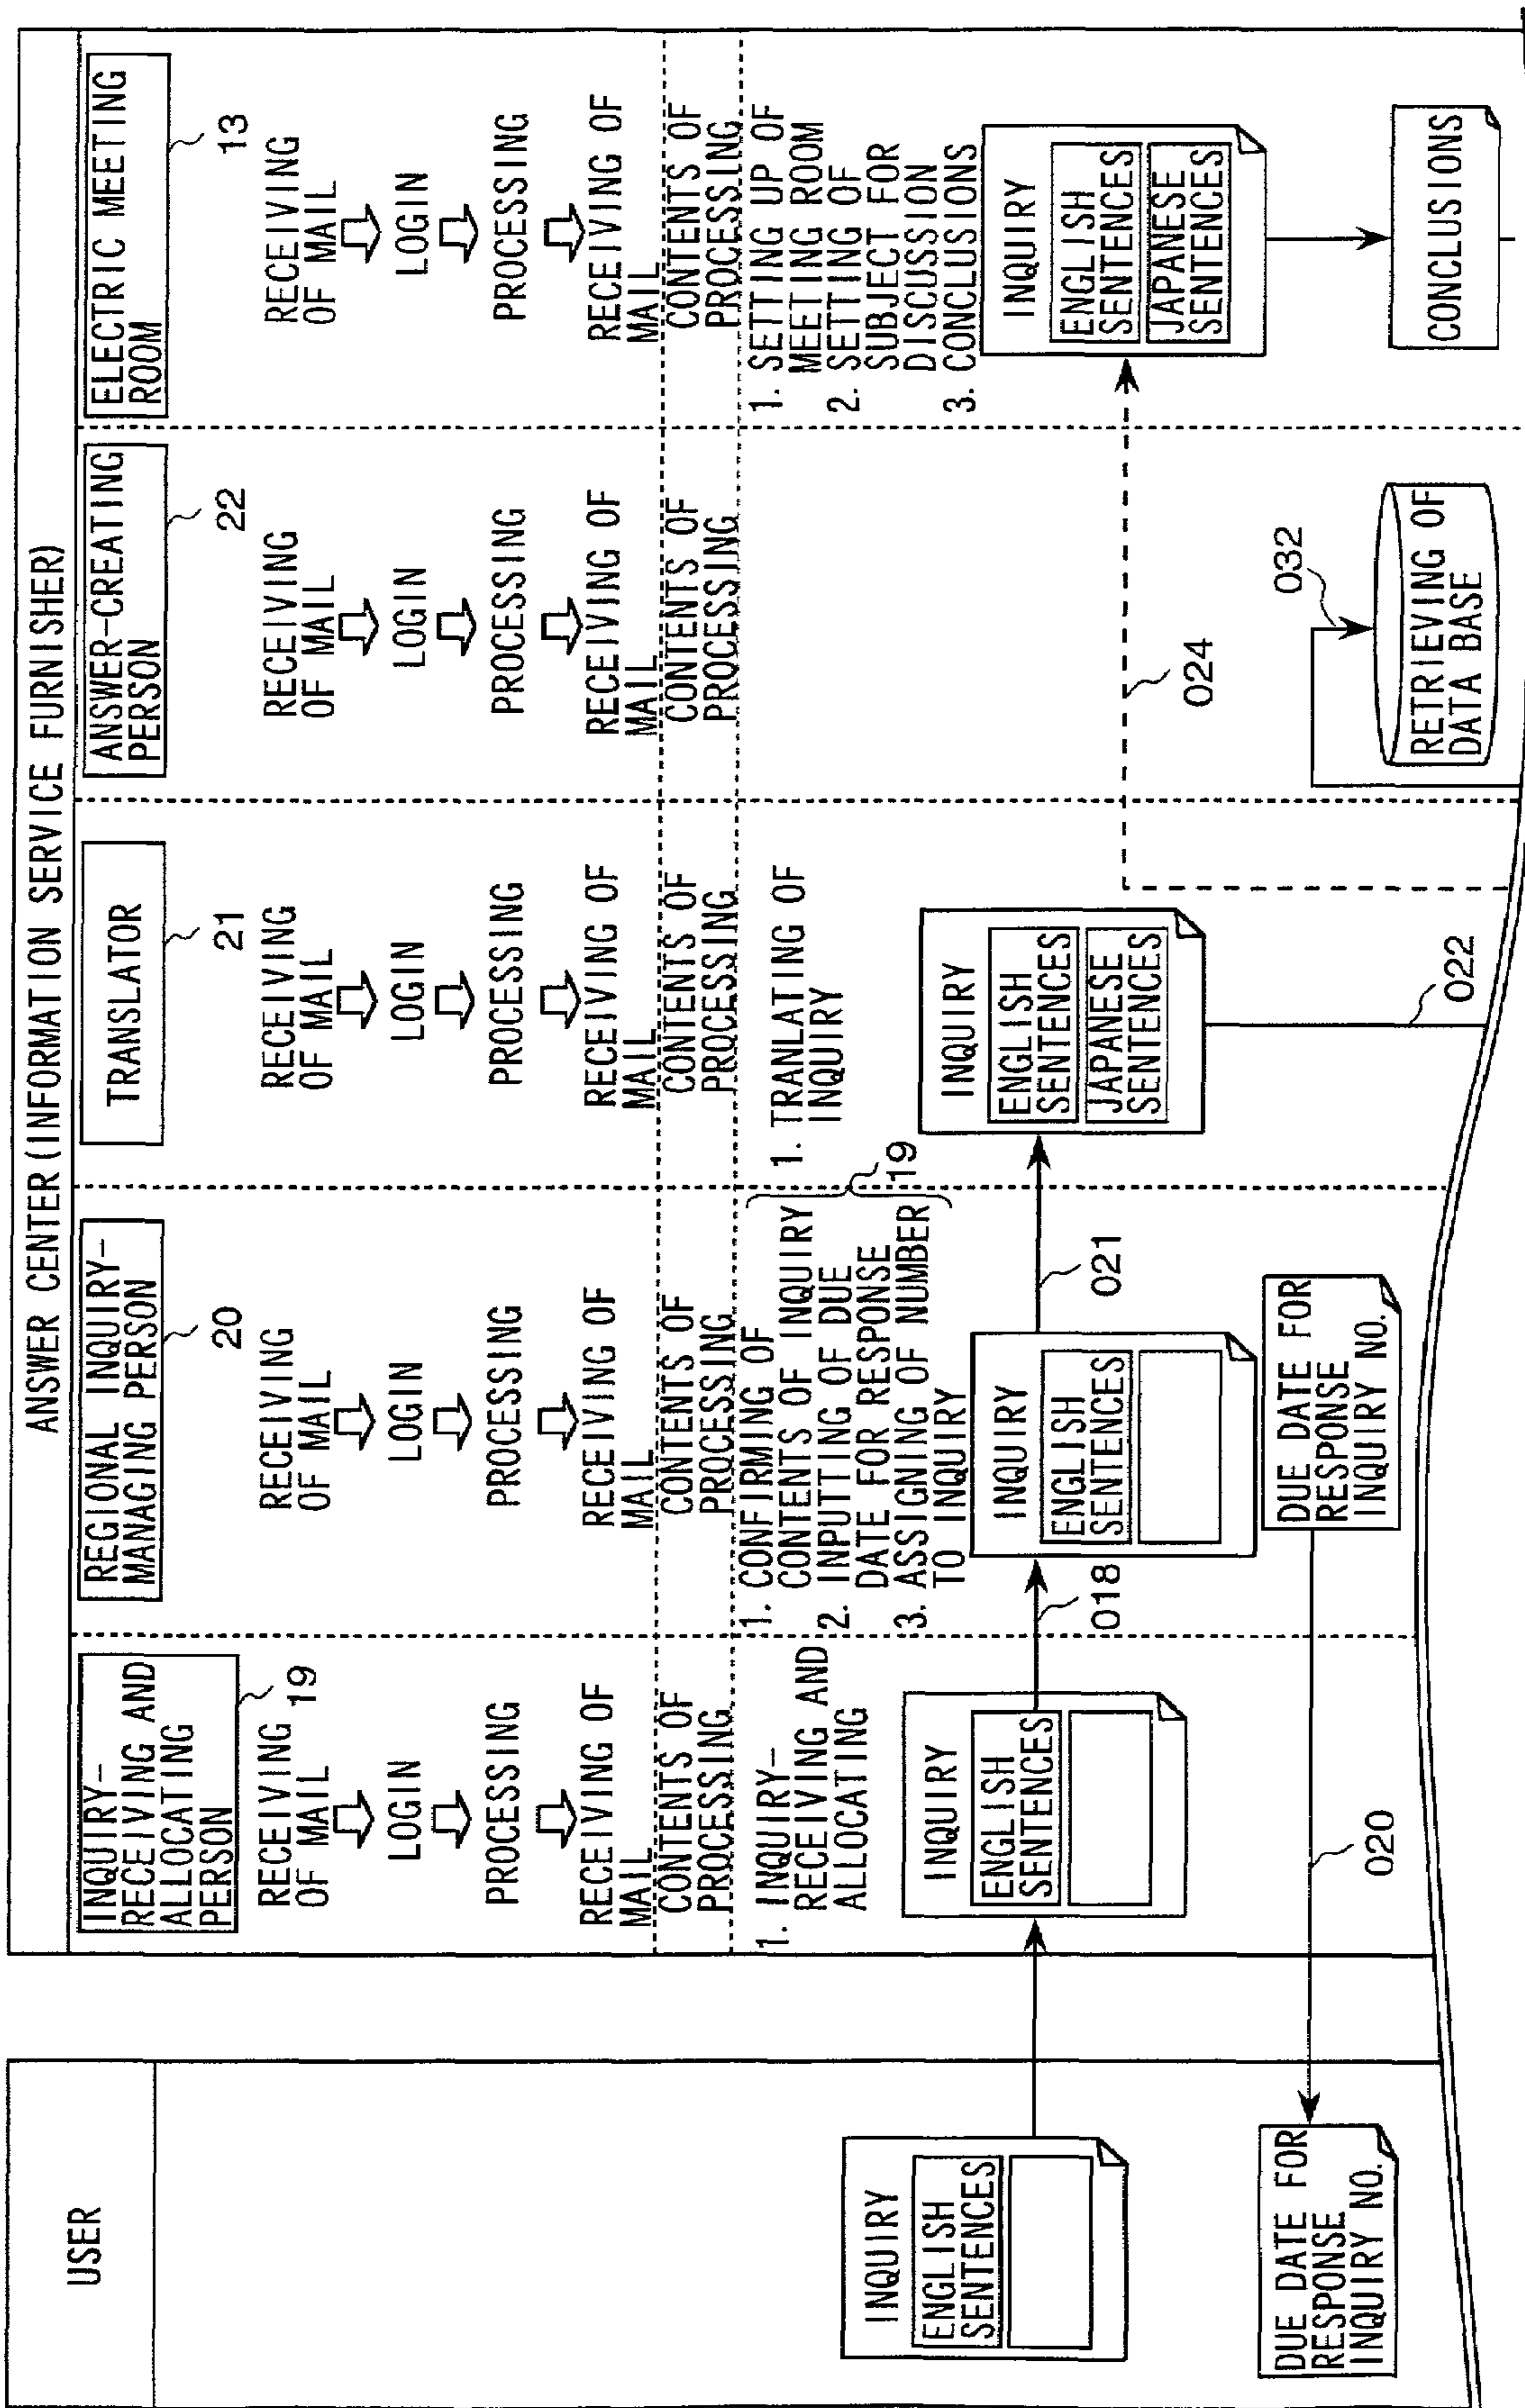 USER
INQUIRY
ENGLISH
SENTENCES
DUE DATE FOR
RESPONSE
INQUIRY NO.
ANSWER CENTER (INFORMATION SERVICE FURNISHER)
INQUIRY-
RECEIVING AND
ALLOCATING
PERSON
19
RECEIVING
OF MAIL
LOGIN
PROCESSING
RECEIVING OF
MAIL
CONTENTS OF
PROCESSING
1. INQUIRY-
RECEIVING AND
ALLOCATING
INQUIRY
ENGLISH
SENTENCES
018
020
REGIONAL INQUIRY-
MANAGING PERSON
20
RECEIVING
OF MAIL
LOGIN
PROCESSING
RECEIVING OF
MAIL
CONTENTS OF
PROCESSING
1. CONFIRMING OF
CONTENTS OF INQUIRY
2. INPUTTING OF DUE
DATE FOR RESPONSE
3. ASSIGNING OF NUMBER
TO INQUIRY
19
INQUIRY
ENGLISH
SENTENCES
021
DUE DATE FOR
RESPONSE
INQUIRY NO.
TRANSLATOR
21
RECEIVING
OF MAIL
LOGIN
PROCESSING
RECEIVING OF
MAIL
CONTENTS OF
PROCESSING
1. TRANLATING OF
INQUIRY
INQUIRY
ENGLISH
SENTENCES
JAPANESE
SENTENCES
022
ANSWER-CREATING
PERSON
22
RECEIVING
OF MAIL
LOGIN
PROCESSING
RECEIVING OF
MAIL
CONTENTS OF
PROCESSING
024
032
RETRIEVING OF
DATA BASE
ELECTRIC MEETING
ROOM
13
RECEIVING
OF MAIL
LOGIN
PROCESSING
RECEIVING OF
MAIL
CONTENTS OF
PROCESSING
1. SETTING UP OF
MEETING ROOM
2. SETTING OF
SUBJECT FOR
DISCUSSION
3. CONCLUSIONS
INQUIRY
ENGLISH
SENTENCES
JAPANESE
SENTENCES
CONCLUSIONS